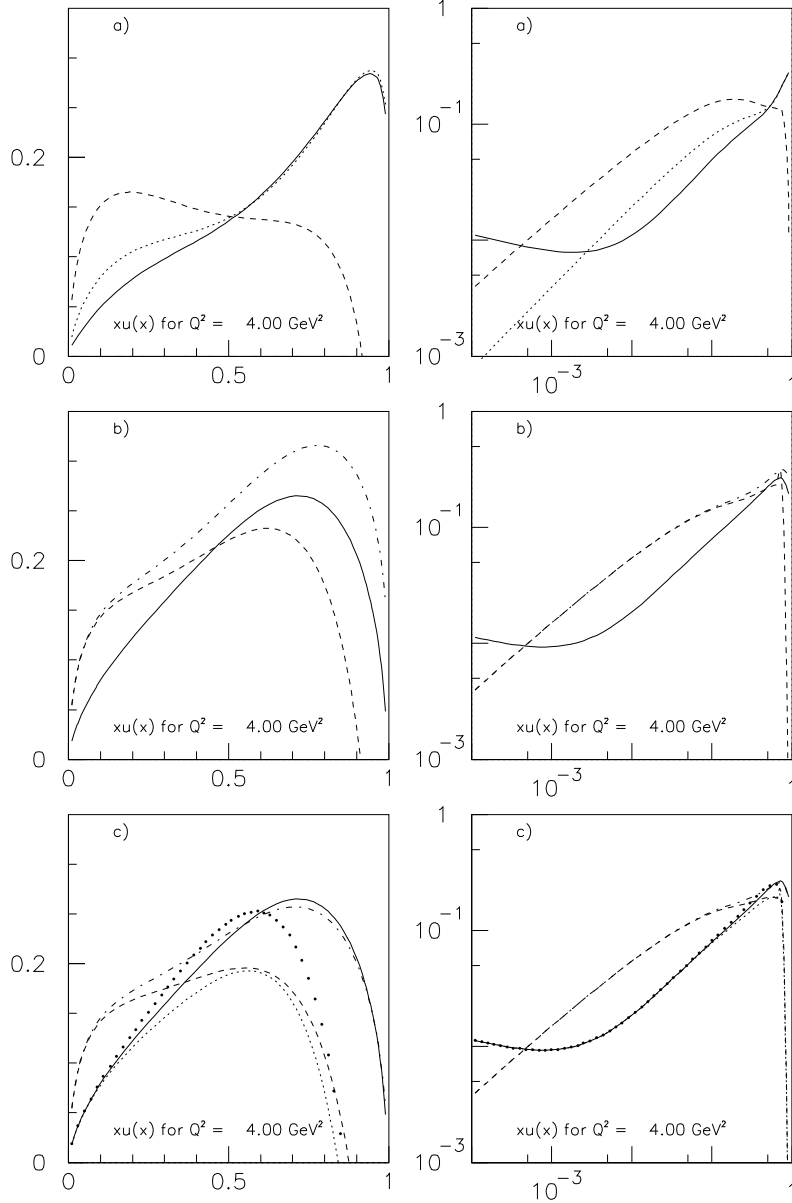 a)
0.2
xu(x) for Q² = 4.00 GeV²
0
0 0.5 1
1
a)
10⁻¹
xu(x) for Q² = 4.00 GeV²
10⁻³
10⁻³ 1
b)
0.2
xu(x) for Q² = 4.00 GeV²
0
0 0.5 1
1
b)
10⁻¹
xu(x) for Q² = 4.00 GeV²
10⁻³
10⁻³ 1
c)
0.2
xu(x) for Q² = 4.00 GeV²
0
0 0.5 1
1
c)
10⁻¹
xu(x) for Q² = 4.00 GeV²
10⁻³
10⁻³ 1